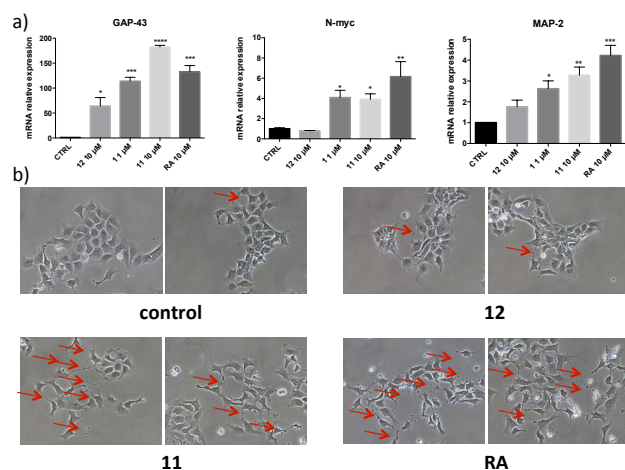 a)
GAP-43
N-myc
MAP-2
mRNA relative expression
200
150
100
50
0
****
***
***
*
CTRL
12 10 µM
1 1 µM
11 10 µM
RA 10 µM
mRNA relative expression
8
6
4
2
0
**
*
*
CTRL
12 10 µM
1 1 µM
11 10 µM
RA 10 µM
mRNA relative expression
5
4
3
2
1
0
***
**
*
CTRL
12 10 µM
1 1 µM
11 10 µM
RA 10 µM
b)
control
12
11
RA